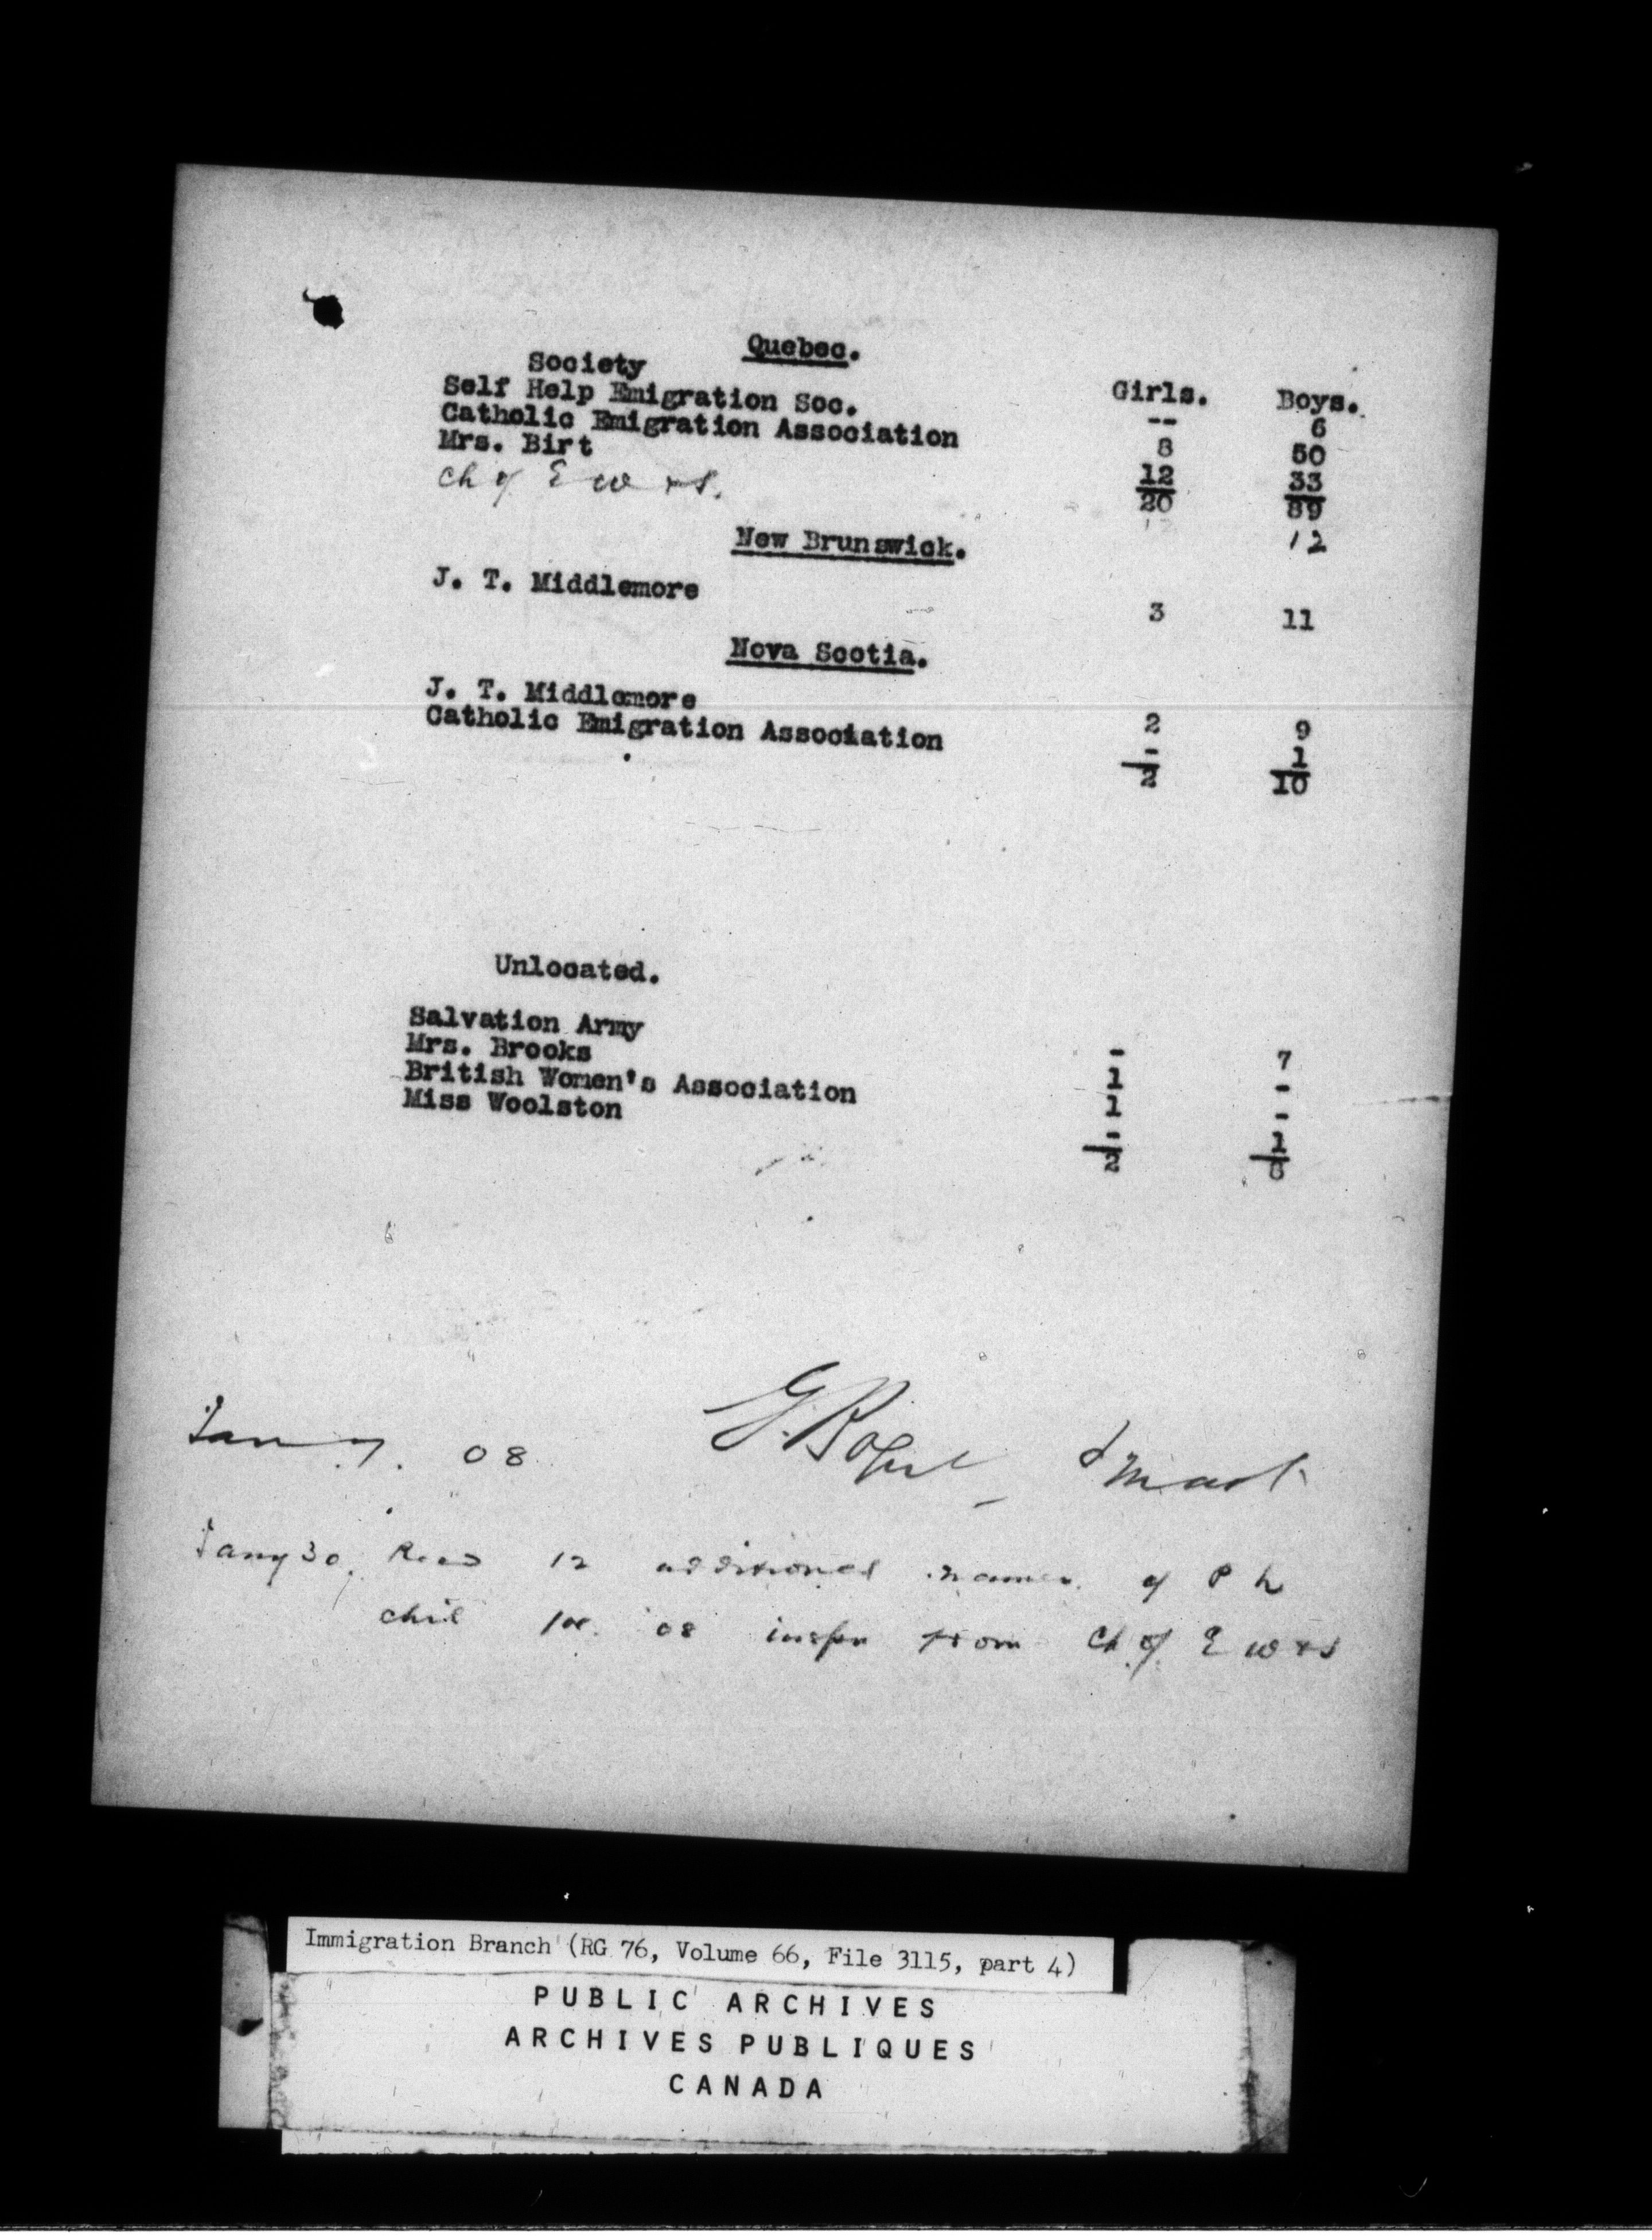 Quebec.
Society Girls. Boys.
Self Help Emigration Soc. -- 6
Catholic Emigration Association 8 50
Mrs. Birt 12 33
20 89
Ch of E W & S. 12
New Brunswick.
J. T. Middlemore 3 11
Nova Scotia.
J. T. Middlemore 2 9
Catholic Emigration Association - 1
2 10
Unlocated.
Salvation Army - 7
Mrs. Brooks 1 -
British Women's Association 1 -
Miss Woolston - 1
2 8
Jany 7. 08 G. Bogue Smart
Jany 30, Recd 12 additional names of P L
chil for 08 inspn from Ch of E W & S
Immigration Branch (RG 76, Volume 66, File 3115, part 4)
PUBLIC ARCHIVES
ARCHIVES PUBLIQUES
CANADA